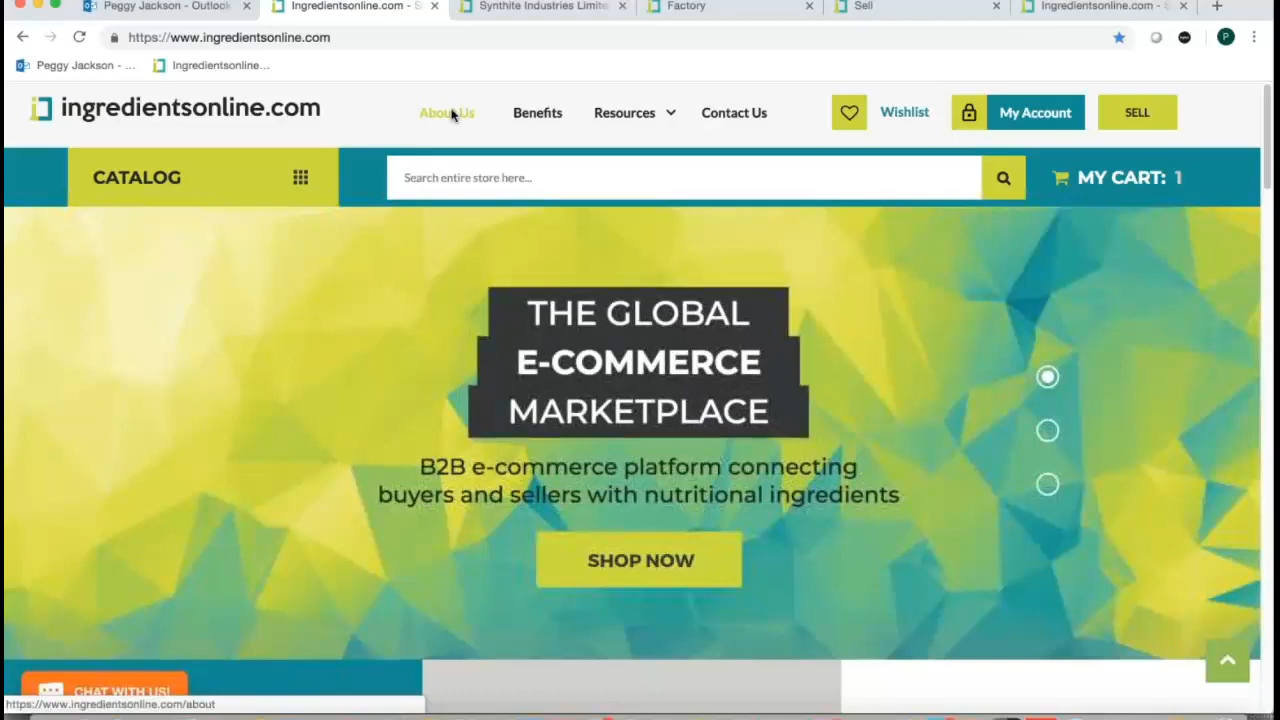 Peggy Jackson - Outlook
Ingredientsonline.com - S
Synthite Industries Limite
Factory
Sell
Ingredientsonline.com - S
https://www.ingredientsonline.com
P
Peggy Jackson - ...
Ingredientsonline...
ingredientsonline.com
About Us
Benefits
Resources
Contact Us
Wishlist
My Account
SELL
CATALOG
Search entire store here...
MY CART: 1
THE GLOBAL
E-COMMERCE
MARKETPLACE
B2B e-commerce platform connecting
buyers and sellers with nutritional ingredients
SHOP NOW
CHAT WITH US!
https://www.ingredientsonline.com/about